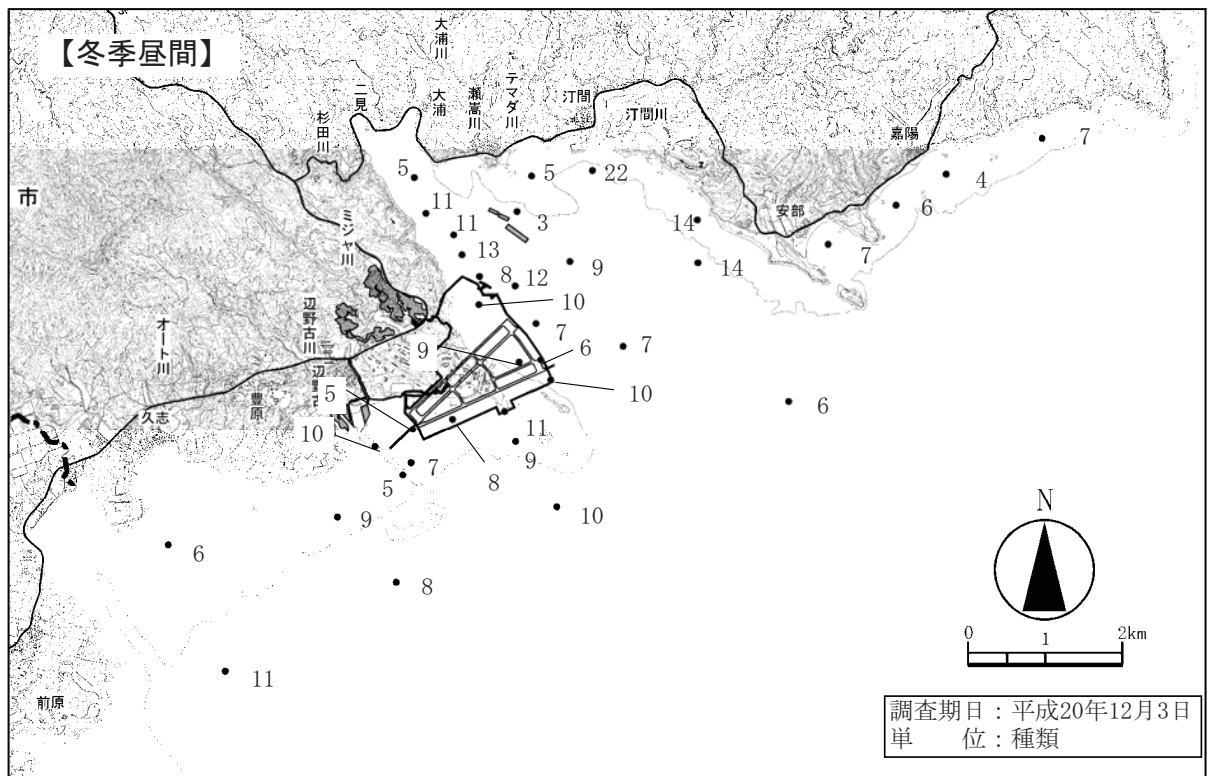 【冬季昼間】
大浦川
二見
大浦
瀬嵩川
テマダ川
汀間
汀間川
杉田川
嘉陽
7
4
6
安部
7
市
5
5
22
11
3
11
13
14
14
9
8
12
10
ミジャ川
辺野古川
オート川
辺野古
豊原
久志
7
7
9
6
10
6
5
10
11
9
8
7
5
9
10
6
8
11
前原
N
0 1 2km
調査期日：平成20年12月3日
単　　位：種類